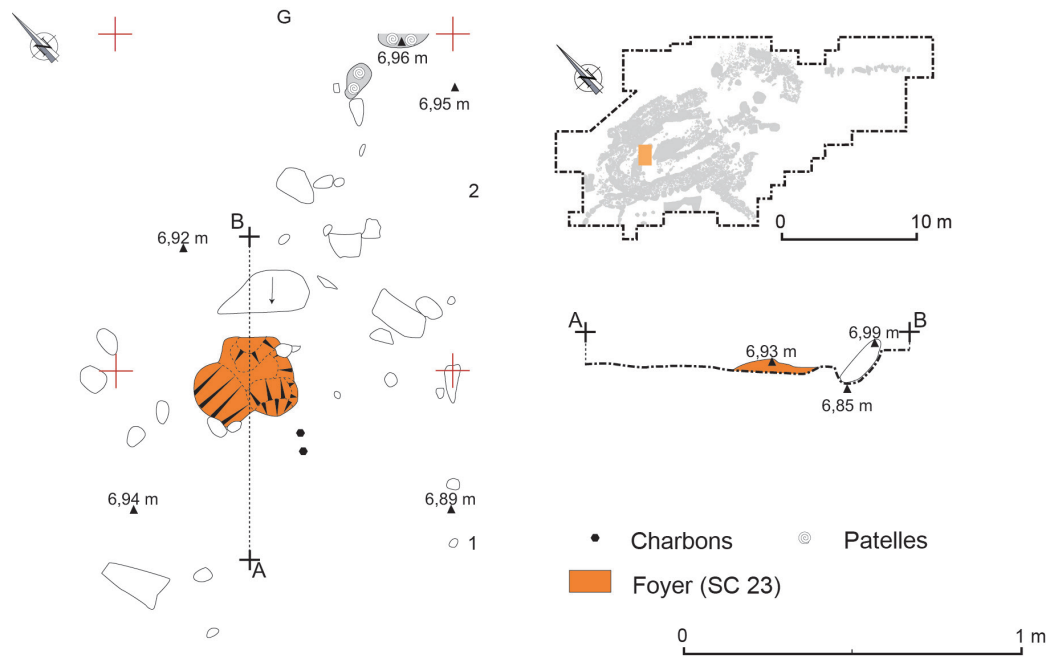 G
6,96 m
6,95 m
2
B
6,92 m
6,94 m
6,89 m
1
A
0 10 m
A B
6,99 m
6,93 m
6,85 m
Charbons Patelles
Foyer (SC 23)
0 1 m